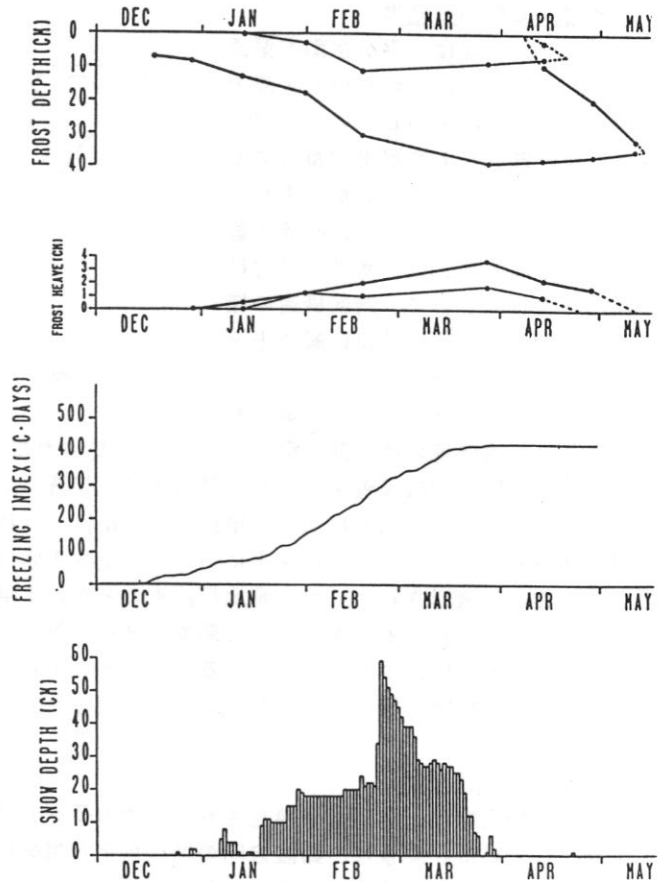 DEC JAN FEB MAR APR MAY
FROST DEPTH(CM)
0
10
20
30
40
FROST HEAVE(CM)
4
3
2
1
0
DEC JAN FEB MAR APR MAY
FREEZING INDEX(°C·DAYS)
500
400
300
200
100
0
DEC JAN FEB MAR APR MAY
SNOW DEPTH (CM)
60
50
40
30
20
10
0
DEC JAN FEB MAR APR MAY